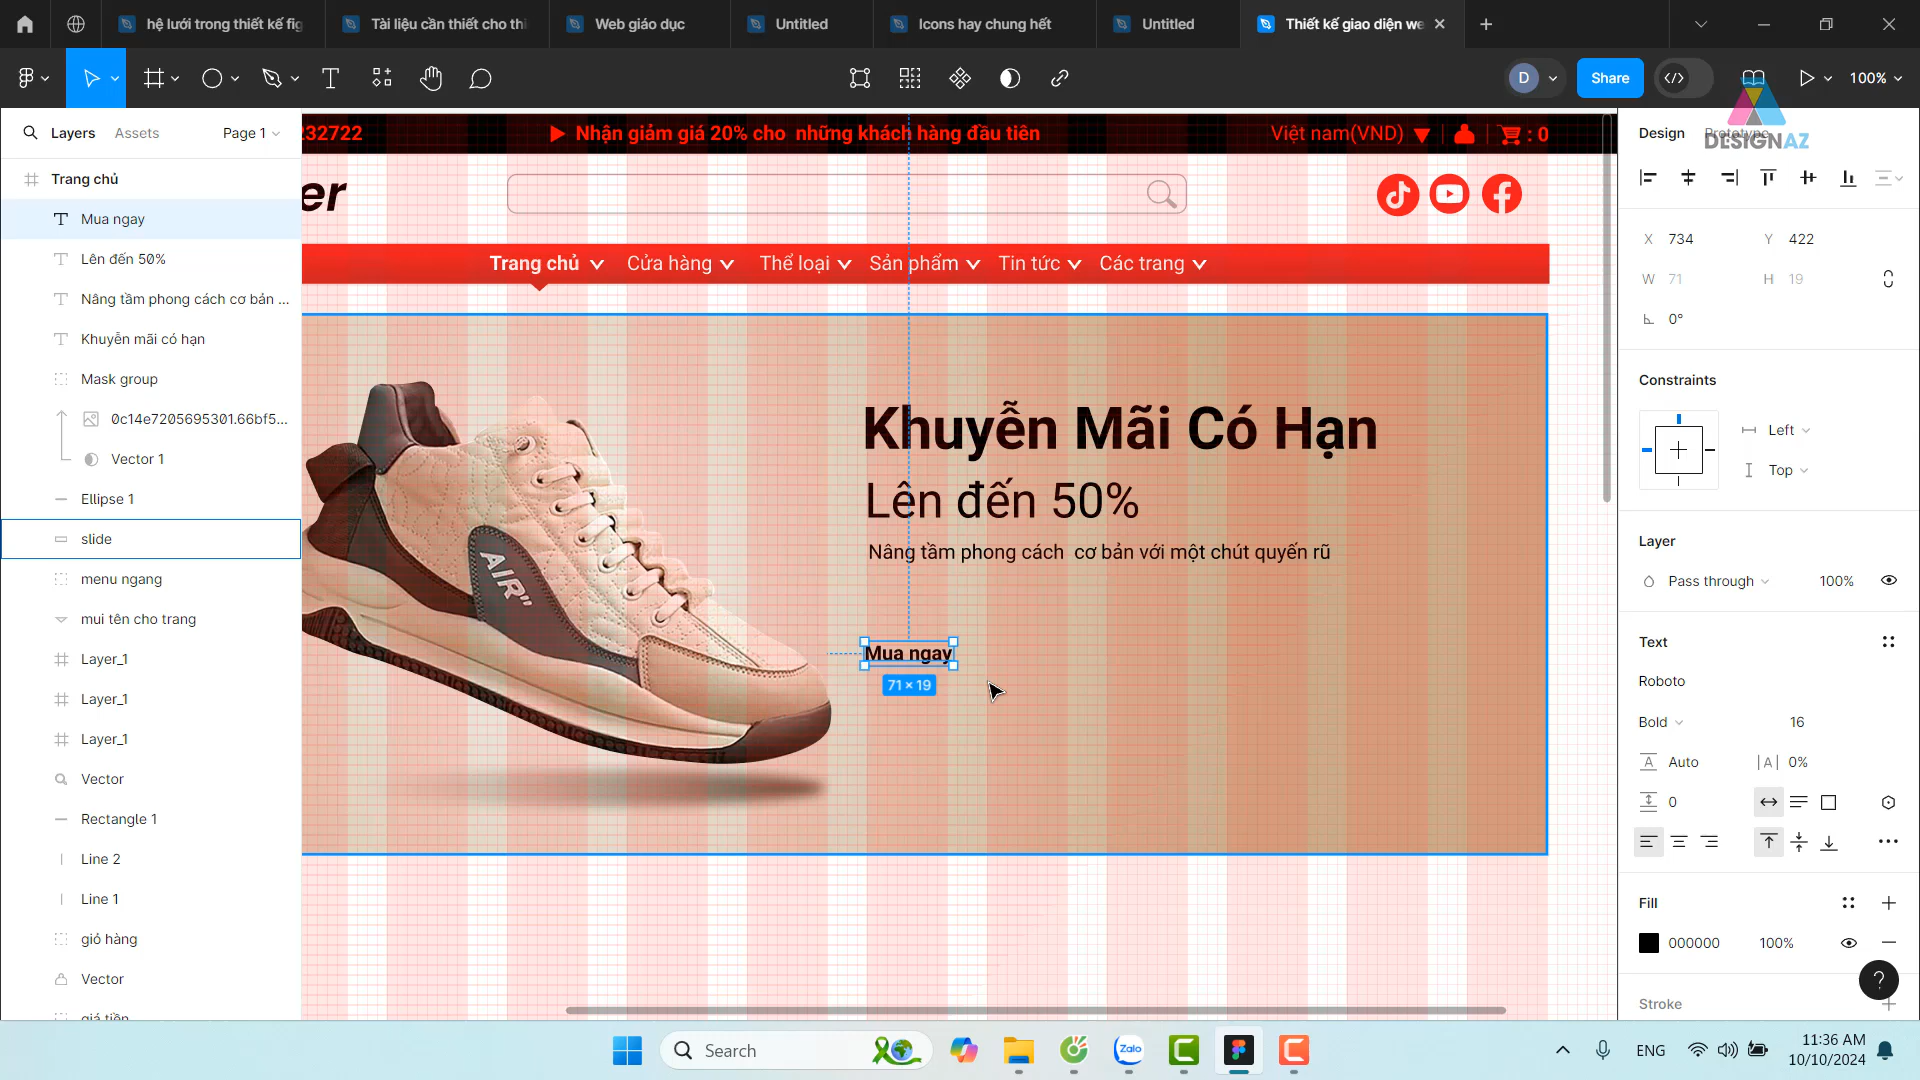 hệ lưới trong thiết kế fig
Tài liệu cần thiết cho thi
Web giáo dục
Untitled
Icons hay chung hết
Untitled
Thiết kế giao diện we
D
Share
100%
Layers
Assets
Page 1
Trang chủ
Mua ngay
Lên đến 50%
Nâng tầm phong cách cơ bản ...
Khuyễn mãi có hạn
Mask group
0c14e7205695301.66bf5...
Vector 1
Ellipse 1
slide
menu ngang
mui tên cho trang
Layer_1
Layer_1
Layer_1
Vector
Rectangle 1
Line 2
Line 1
giỏ hàng
Vector
giá tiền
232722
Nhận giảm giá 20% cho những khách hàng đầu tiên
Việt nam(VND)
: 0
er
Trang chủ
Cửa hàng
Thể loại
Sản phẩm
Tin tức
Các trang
AIR"
Khuyễn Mãi Có Hạn
Lên đến 50%
Nâng tầm phong cách cơ bản với một chút quyến rũ
Mua ngay
71 × 19
Design
Prototype
DESIGNAZ
X 734
Y 422
W 71
H 19
0°
Constraints
Left
Top
Layer
Pass through
100%
Text
Roboto
Bold
16
A Auto
|A| 0%
0
Fill
000000
100%
?
Stroke
Search
Zalo
ENG
11:36 AM
10/10/2024